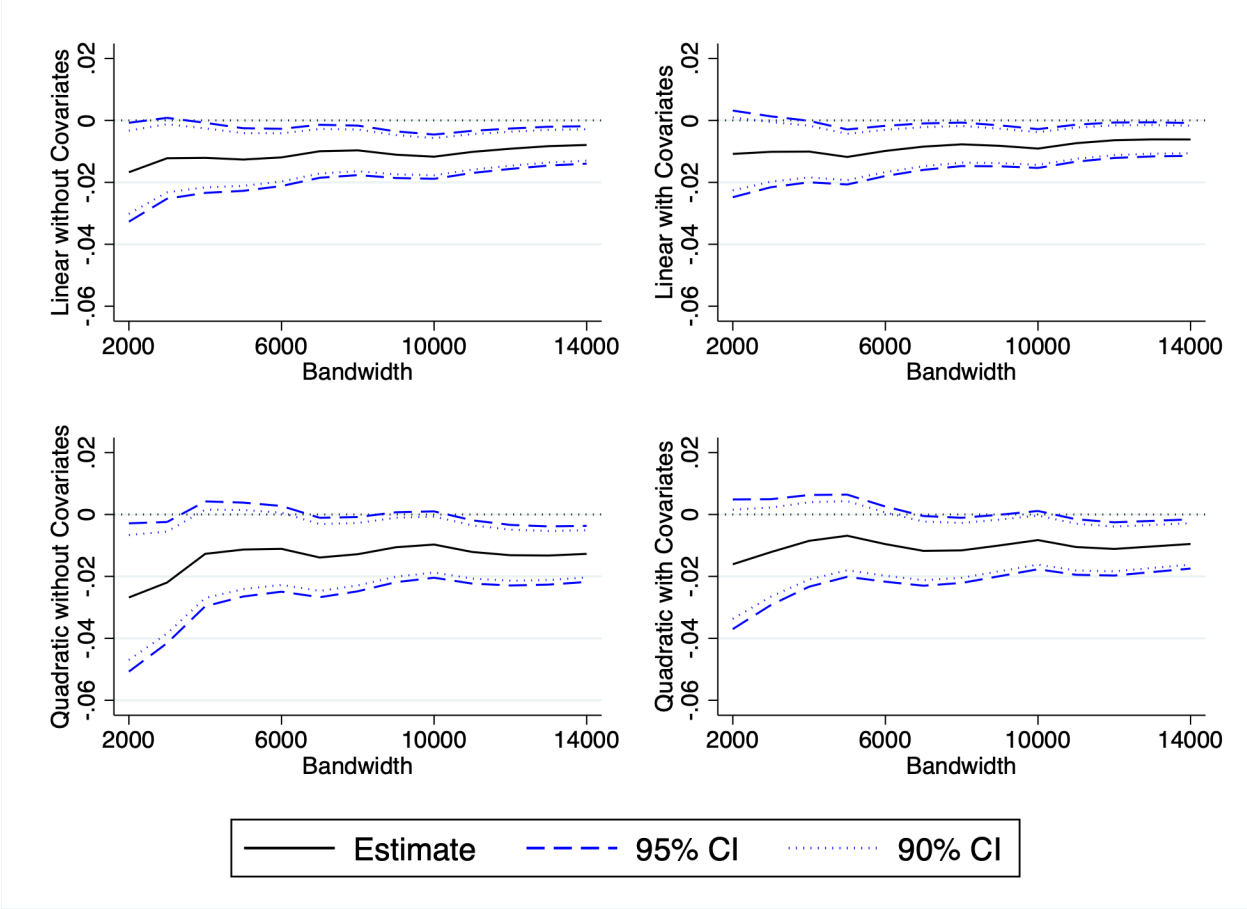 Linear without Covariates
.02
0
-.02
-.04
-.06
2000 6000 10000 14000
Bandwidth
Linear with Covariates
.02
0
-.02
-.04
-.06
2000 6000 10000 14000
Bandwidth
Quadratic without Covariates
.02
0
-.02
-.04
-.06
2000 6000 10000 14000
Bandwidth
Quadratic with Covariates
.02
0
-.02
-.04
-.06
2000 6000 10000 14000
Bandwidth
Estimate 95% CI 90% CI